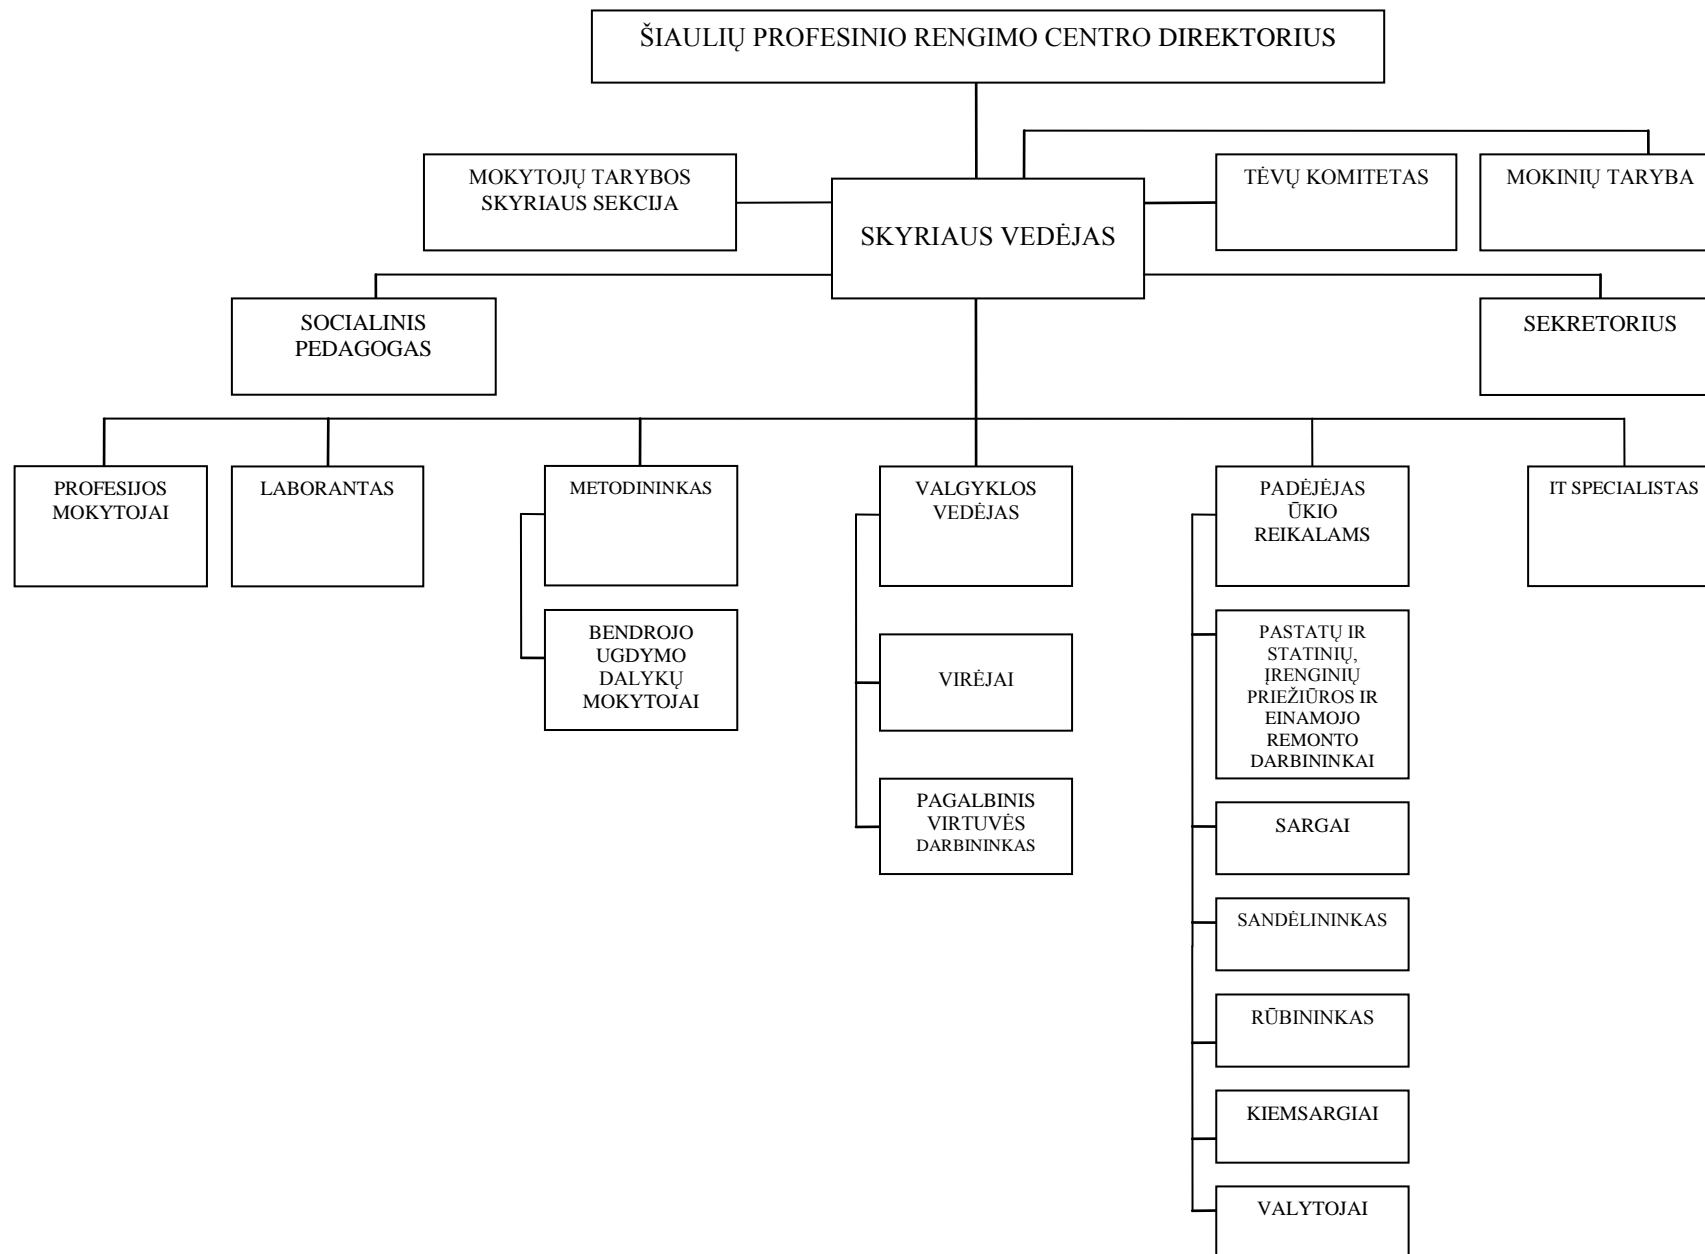 ŠIAULIŲ PROFESINIO RENGIMO CENTRO DIREKTORIUS
MOKYTOJŲ TARYBOS
SKYRIAUS SEKCIJA
SKYRIAUS VEDĖJAS
TĖVŲ KOMITETAS
MOKINIŲ TARYBA
SOCIALINIS
PEDAGOGAS
SEKRETORIUS
PROFESIJOS
MOKYTOJAI
LABORANTAS
METODININKAS
VALGYKLOS
VEDĖJAS
PADĖJĖJAS
ŪKIO
REIKALAMS
IT SPECIALISTAS
BENDROJO
UGDYMO
DALYKŲ
MOKYTOJAI
VIRĖJAI
PAGALBINIS
VIRTUVĖS
DARBININKAS
PASTATŲ IR
STATINIŲ,
ĮRENGINIŲ
PRIEŽIŪROS IR
EINAMOJO
REMONTO
DARBININKAI
SARGAI
SANDĖLININKAS
RŪBININKAS
KIEMSARGIAI
VALYTOJAI